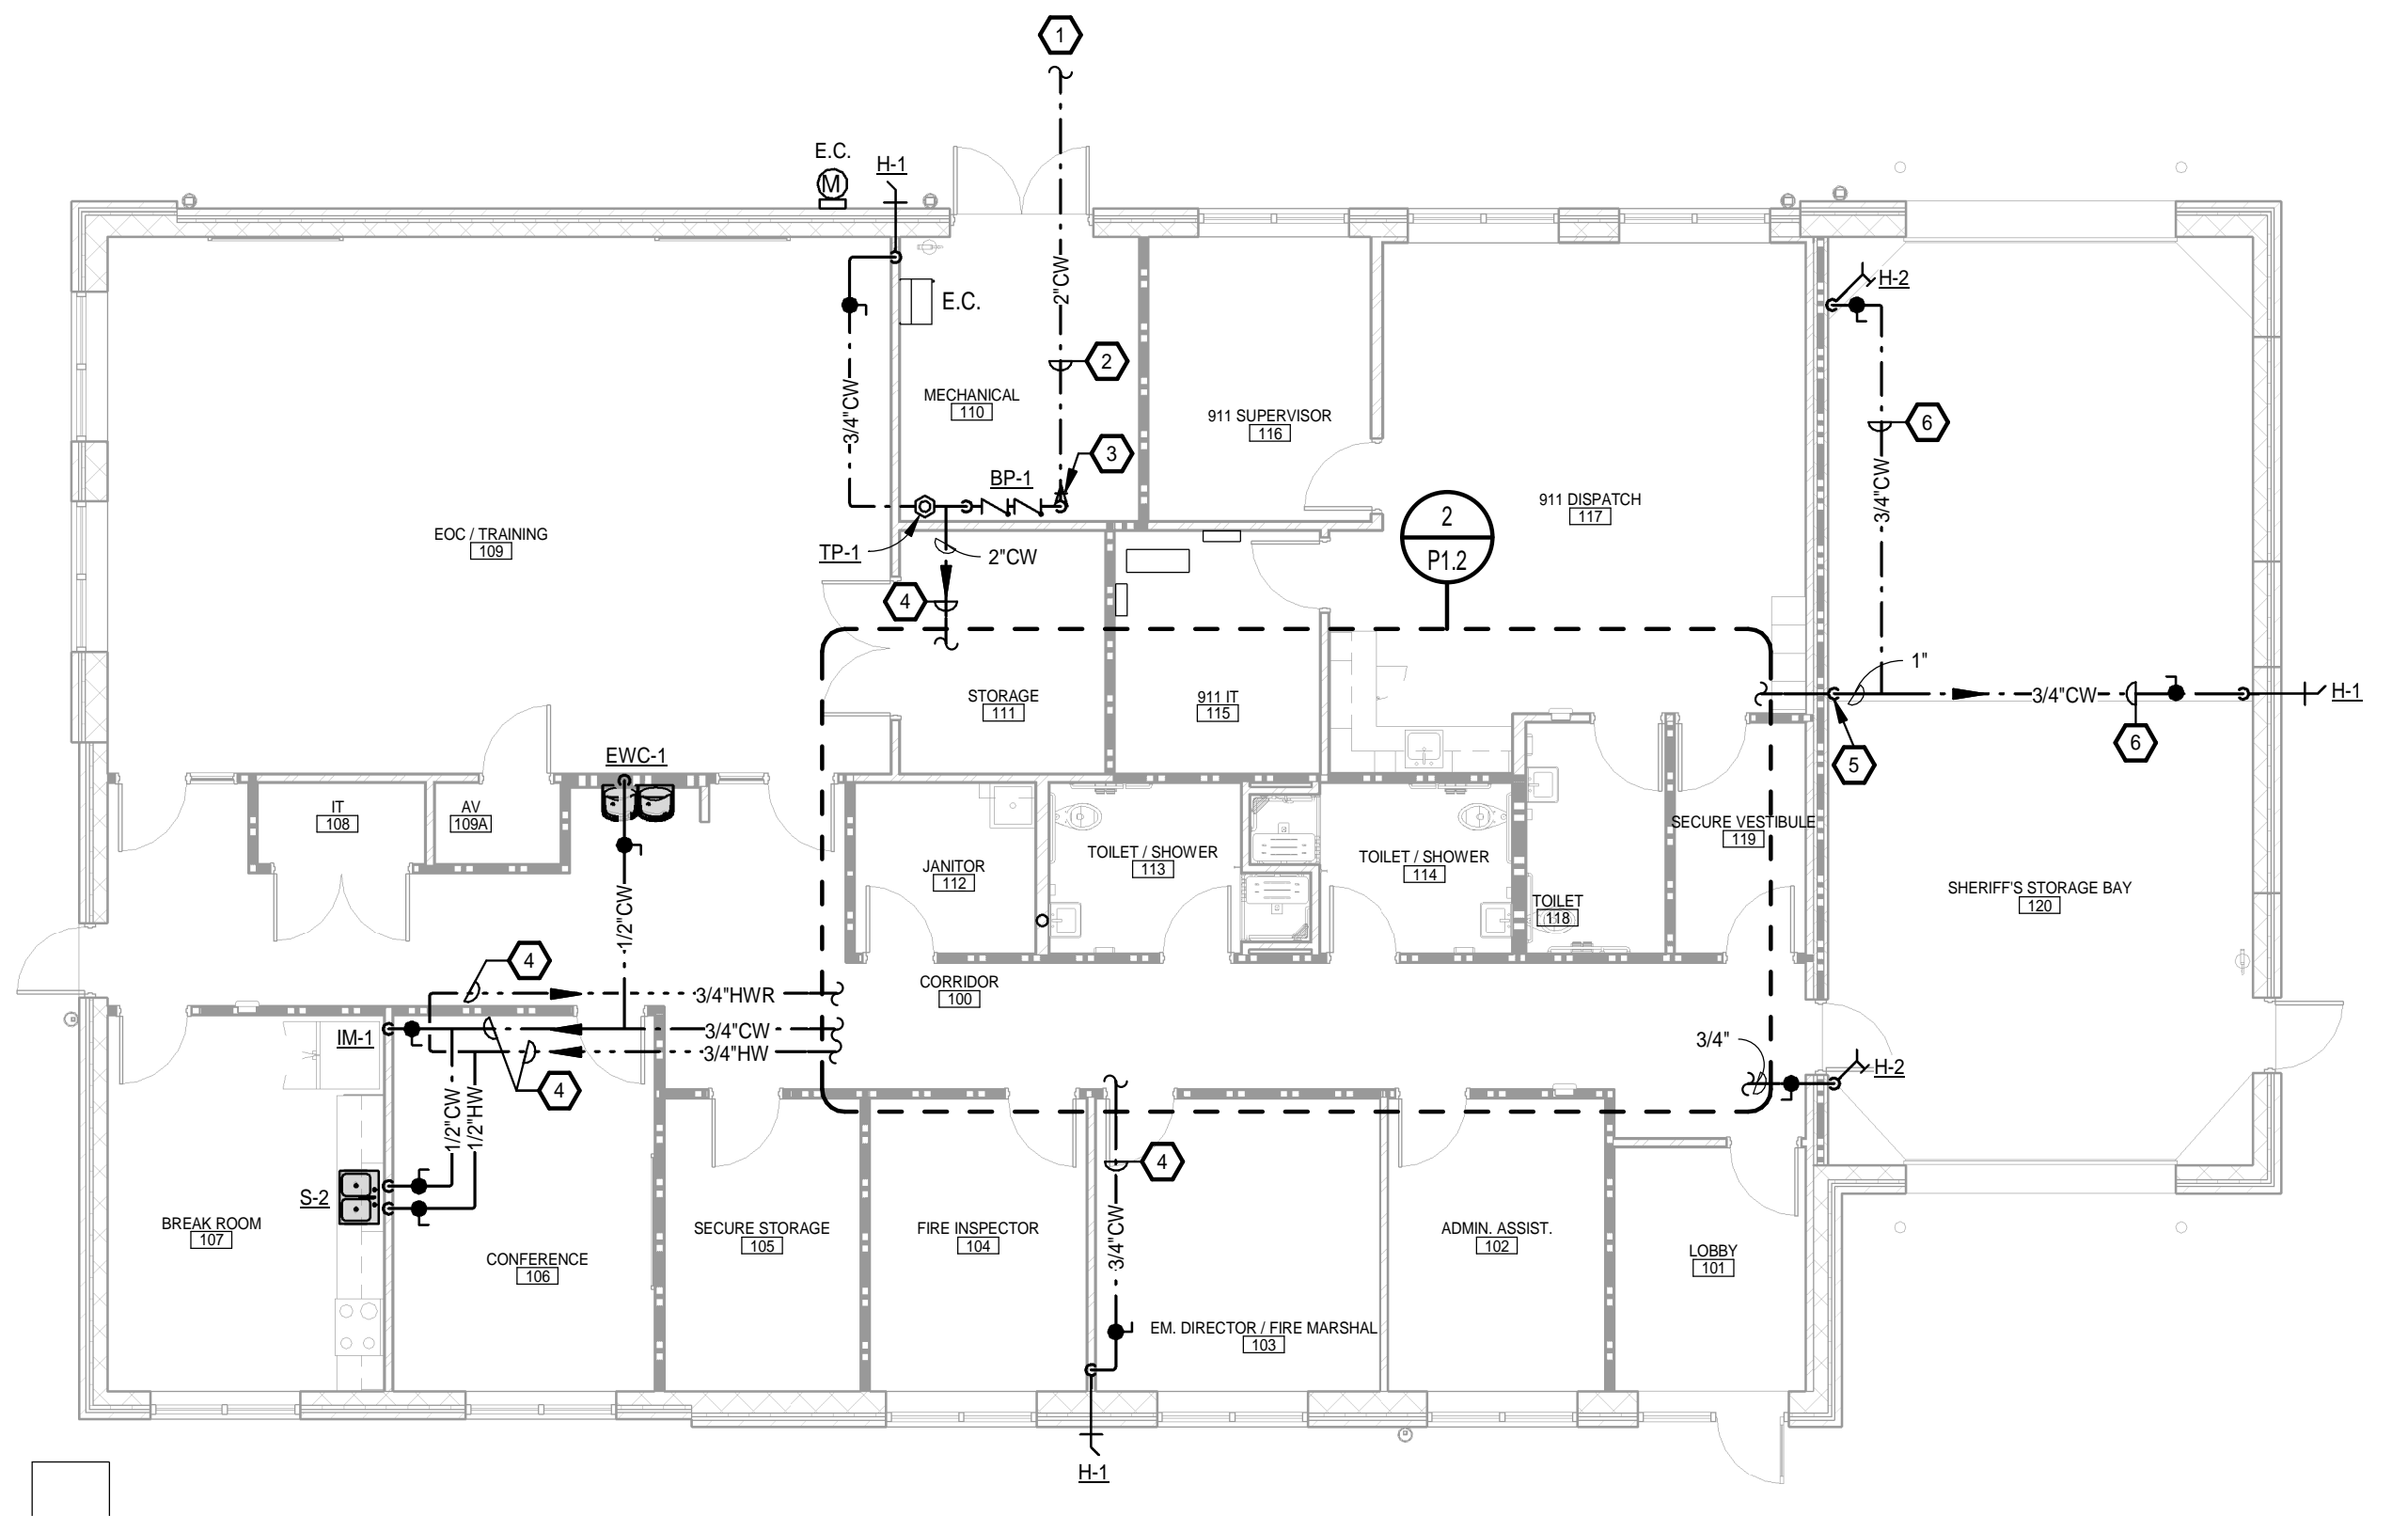 1
E.C.
M
H-1
2"CW
H-2
E.C.
2
3/4"CW
MECHANICAL
110
911 SUPERVISOR
116
6
3
3/4"CW
BP-1
2
P1.2
911 DISPATCH
117
EOC / TRAINING
109
TP-1
2"CW
4
1"
STORAGE
111
911 IT
115
3/4"CW
H-1
6
5
EWC-1
IT
108
AV
109A
JANITOR
112
TOILET / SHOWER
113
TOILET / SHOWER
114
SECURE VESTIBULE
119
TOILET
118
SHERIFF'S STORAGE BAY
120
1/2"CW
4
CORRIDOR
100
3/4"HWR
3/4"CW
3/4"HW
IM-1
3/4"
H-2
4
1/2"CW
1/2"HW
4
S-2
3/4"CW
BREAK ROOM
107
CONFERENCE
106
SECURE STORAGE
105
FIRE INSPECTOR
104
EM. DIRECTOR / FIRE MARSHAL
103
ADMIN. ASSIST.
102
LOBBY
101
H-1